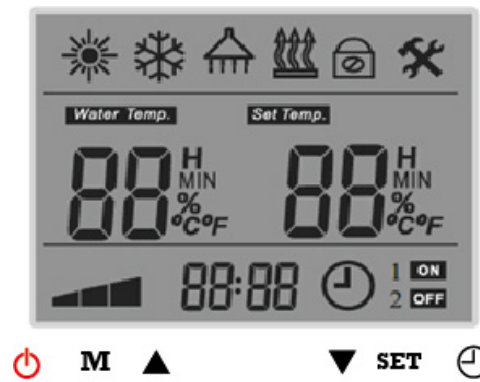 Water Temp. Set Temp.
88 H MIN % °C°F 88 H MIN % °C°F
88:88 1 ON
2 OFF
M SET